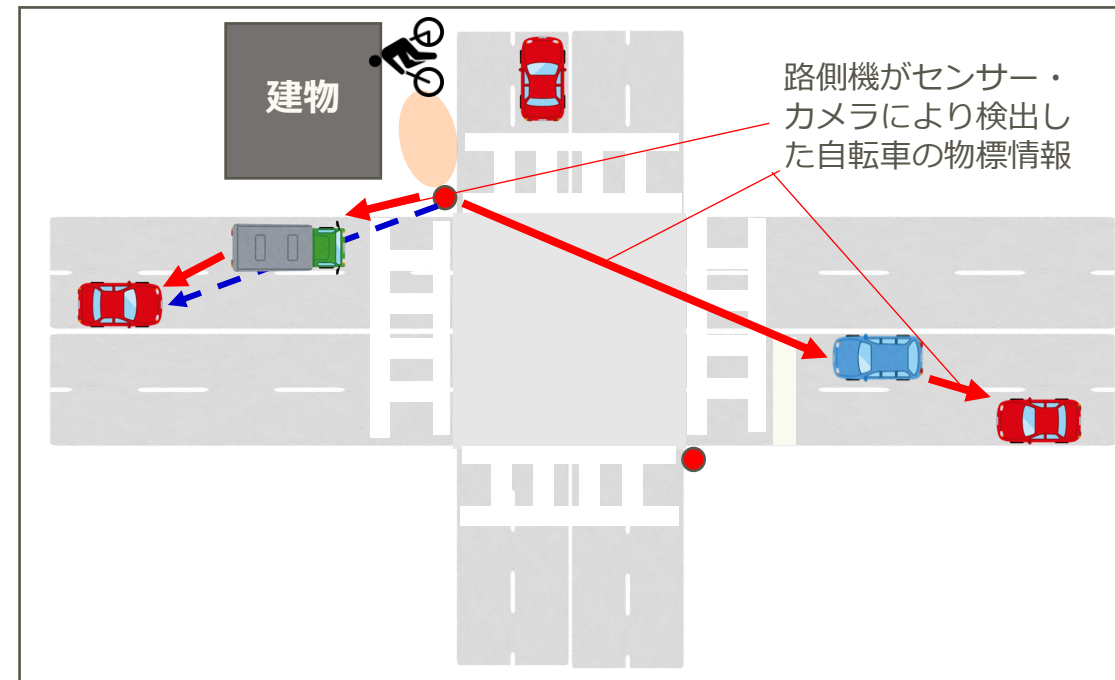 建物
路側機がセンサー・
カメラにより検出し
た自転車の物標情報